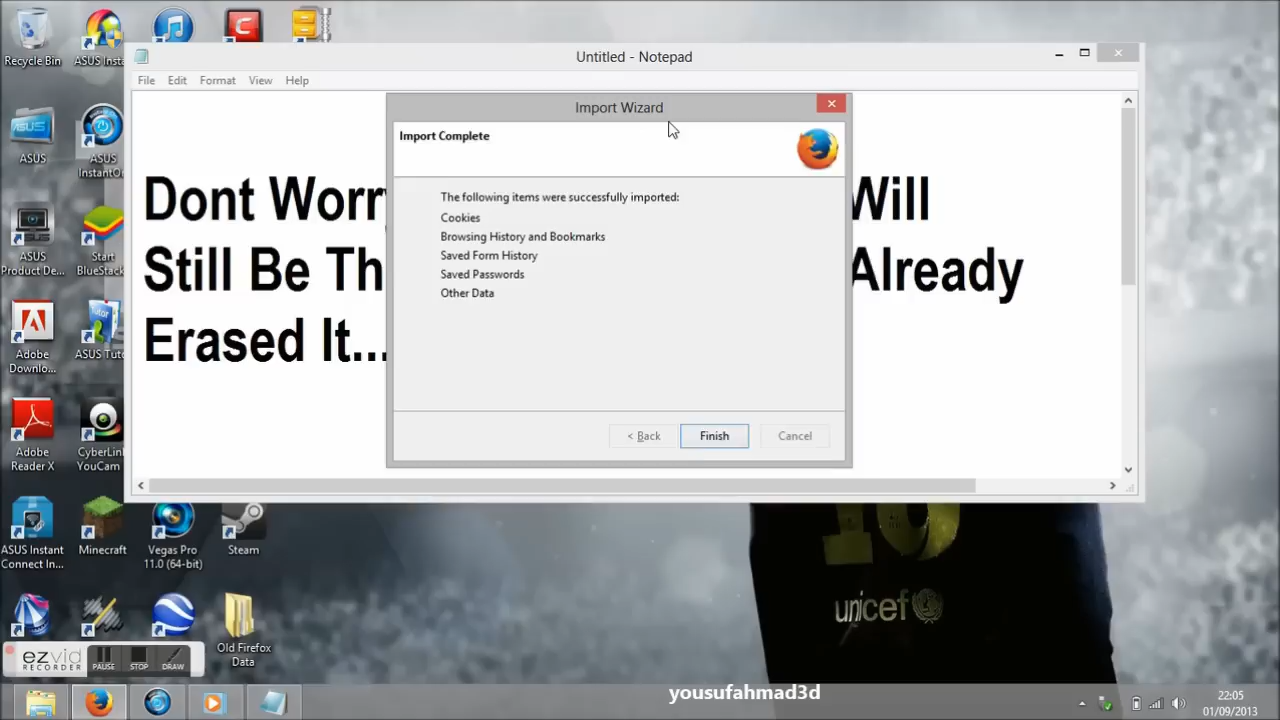 Recycle Bin
ASUS
ASUS
Product De...
Adobe
Downlo...
Adobe
Reader X
ASUS Instant
Connect In...
ASUS Insta
ASUS
InstantOn
Start
BlueStack
ASUS Tuto
CyberLink
YouCam
Minecraft
Vegas Pro
11.0 (64-bit)
Steam
Old Firefox
Data
Untitled - Notepad
File Edit Format View Help
Dont Worr Will
Still Be Th Already
Erased It...
Import Wizard
Import Complete
The following items were successfully imported:
Cookies
Browsing History and Bookmarks
Saved Form History
Saved Passwords
Other Data
< Back Finish Cancel
10
unicef
ezvid
RECORDER
PAUSE STOP DRAW
yousufahmad3d
22:05
01/09/2013